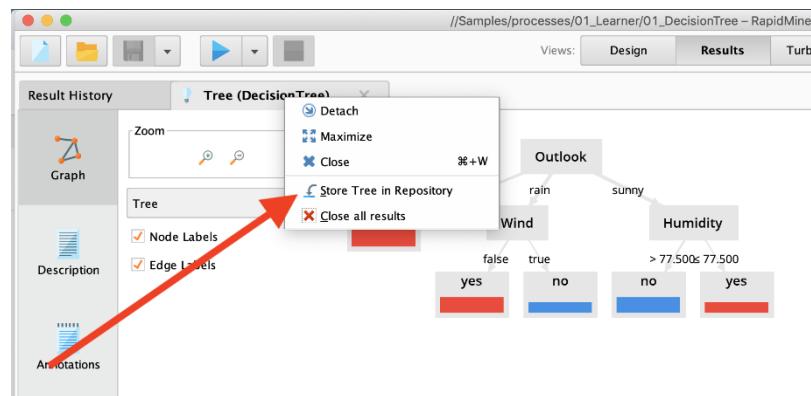 //Samples/processes/01_Learner/01_DecisionTree – RapidMine
Views: Design Results Turb
Result History
Tree (DecisionTree)
Detach
Maximize
Close ⌘+W
Store Tree in Repository
Close all results
Graph
Description
Annotations
Zoom
Tree
Node Labels
Edge Labels
Outlook
rain sunny
Wind Humidity
false true > 77.500 ≤ 77.500
yes no no yes